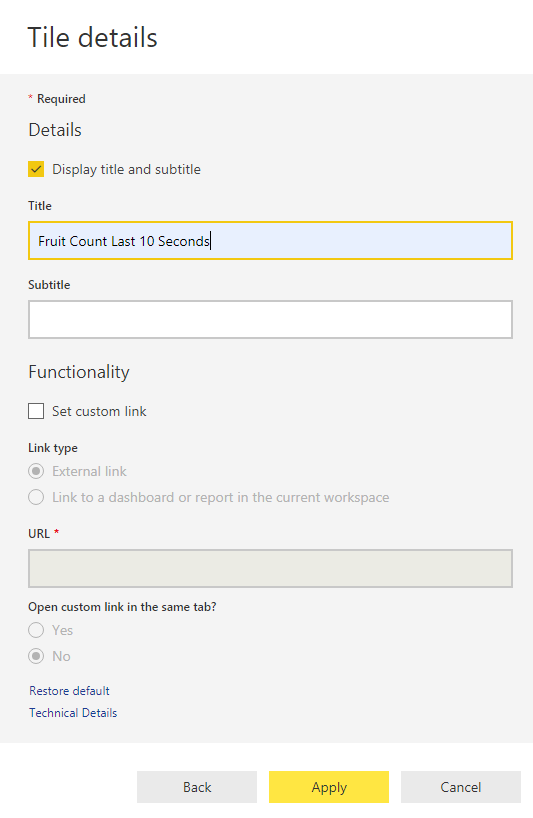 Tile details
* Required
Details
Display title and subtitle
Title
Fruit Count Last 10 Seconds
Subtitle
Functionality
Set custom link
Link type
External link
Link to a dashboard or report in the current workspace
URL *
Open custom link in the same tab?
Yes
No
Restore default
Technical Details
Back Apply Cancel